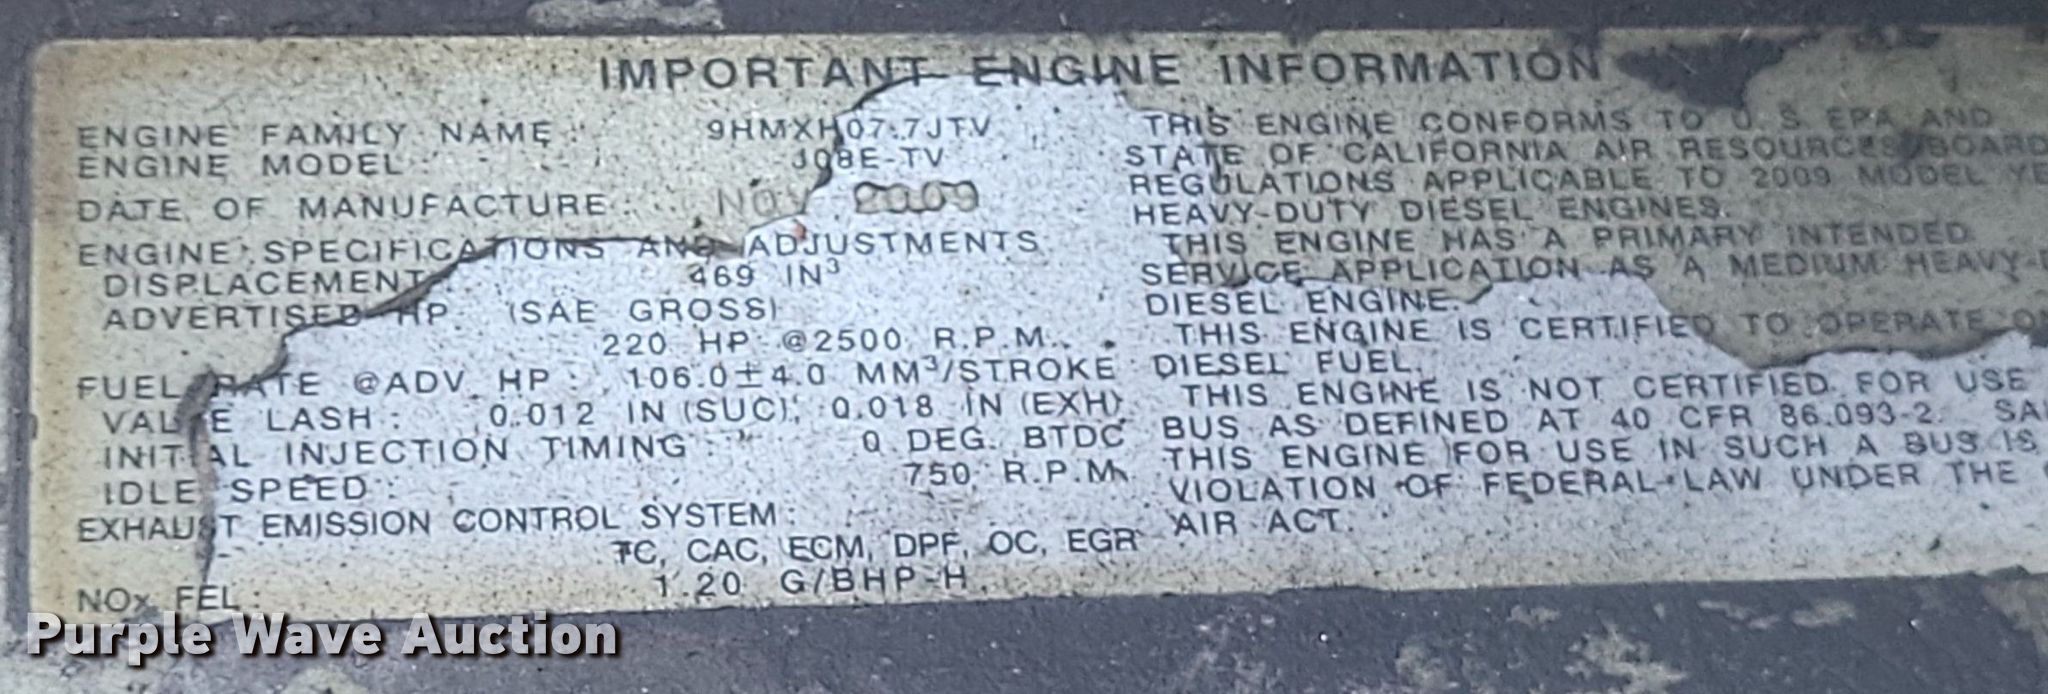 IMPORTANT ENGINE INFORMATION
ENGINE FAMILY NAME : 9HMXH07.7JTV
ENGINE MODEL : J08E-TV
DATE OF MANUFACTURE : NOV 2009
ENGINE SPECIFICATIONS AND ADJUSTMENTS
DISPLACEMENT : 469 IN³
ADVERTISED HP (SAE GROSS)
220 HP @2500 R.P.M.
FUEL RATE @ADV. HP : 106.0±4.0 MM³/STROKE
VALVE LASH : 0.012 IN (SUC), 0.018 IN (EXH)
INITIAL INJECTION TIMING : 0 DEG. BTDC
IDLE SPEED : 750 R.P.M.
EXHAUST EMISSION CONTROL SYSTEM :
TC, CAC, ECM, DPF, OC, EGR
NOx FEL : 1.20 G/BHP-H
THIS ENGINE CONFORMS TO U.S EPA AND
STATE OF CALIFORNIA AIR RESOURCES BOARD
REGULATIONS APPLICABLE TO 2009 MODEL YE
HEAVY-DUTY DIESEL ENGINES.
THIS ENGINE HAS A PRIMARY INTENDED
SERVICE APPLICATION AS A MEDIUM HEAVY-
DIESEL ENGINE.
THIS ENGINE IS CERTIFIED TO OPERATE ON
DIESEL FUEL.
THIS ENGINE IS NOT CERTIFIED FOR USE
BUS AS DEFINED AT 40 CFR 86.093-2. SA
THIS ENGINE FOR USE IN SUCH A BUS IS
VIOLATION OF FEDERAL LAW UNDER THE
AIR ACT.
Purple Wave Auction